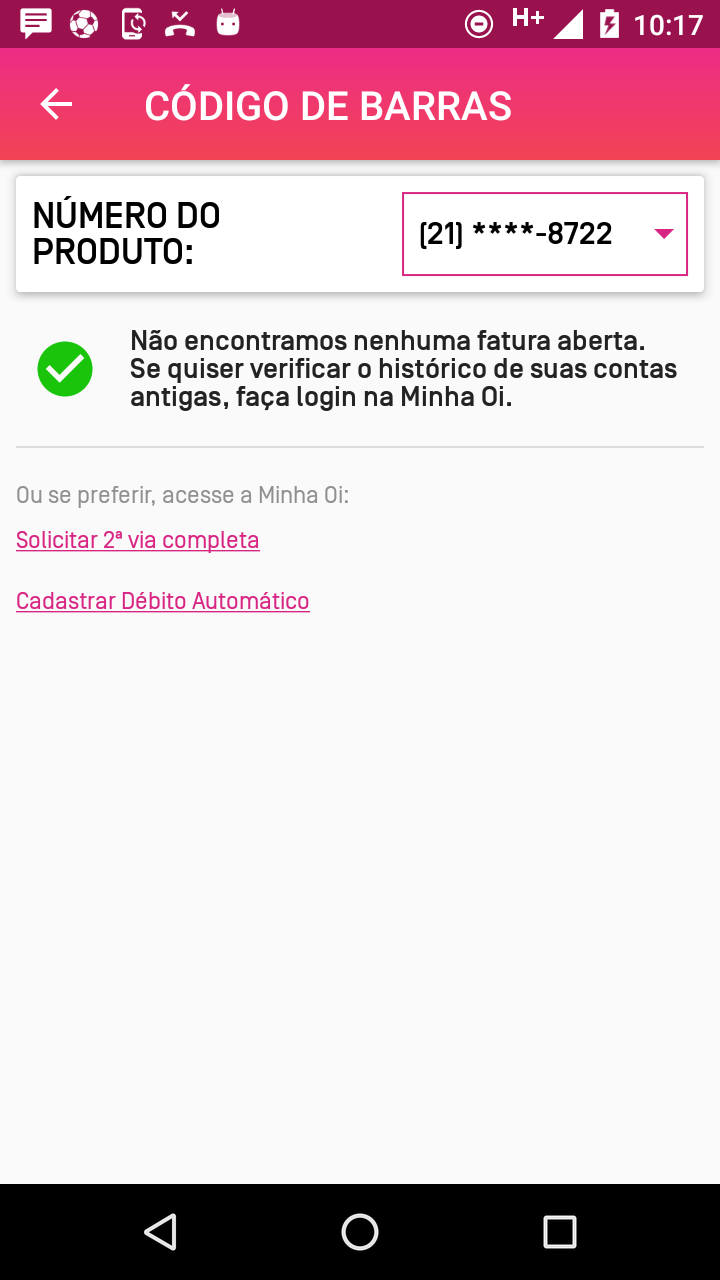 H+
10:17
CÓDIGO DE BARRAS
NÚMERO DO
PRODUTO:
(21) ****-8722
Não encontramos nenhuma fatura aberta.
Se quiser verificar o histórico de suas contas
antigas, faça login na Minha Oi.
Ou se preferir, acesse a Minha Oi:
Solicitar 2ª via completa
Cadastrar Débito Automático